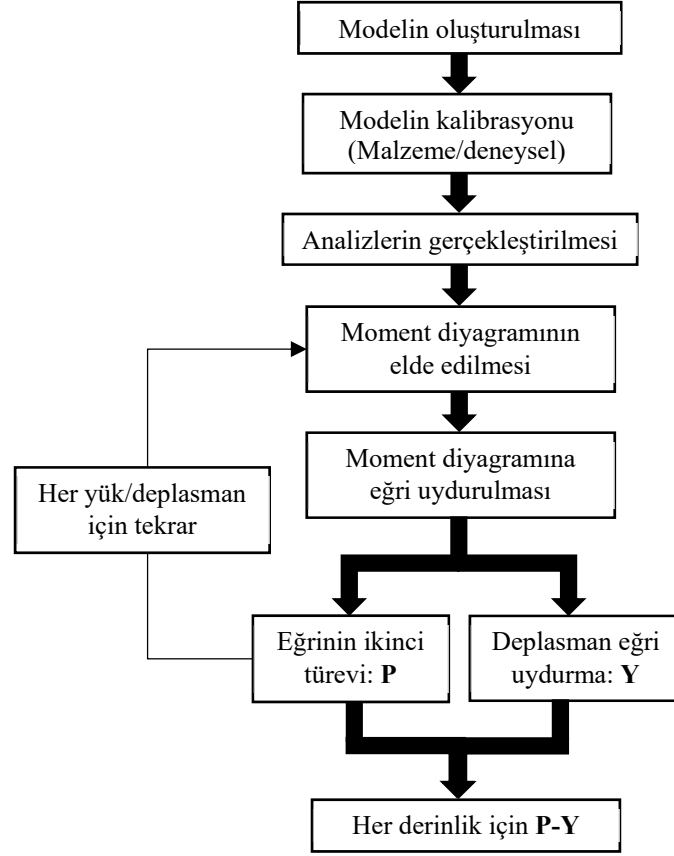 Modelin oluşturulması
Modelin kalibrasyonu
(Malzeme/deneysel)
Analizlerin gerçekleştirilmesi
Moment diyagramının
elde edilmesi
Moment diyagramına
eğri uydurulması
Her yük/deplasman
için tekrar
Eğrinin ikinci
türevi: P
Deplasman eğri
uydurma: Y
Her derinlik için P-Y